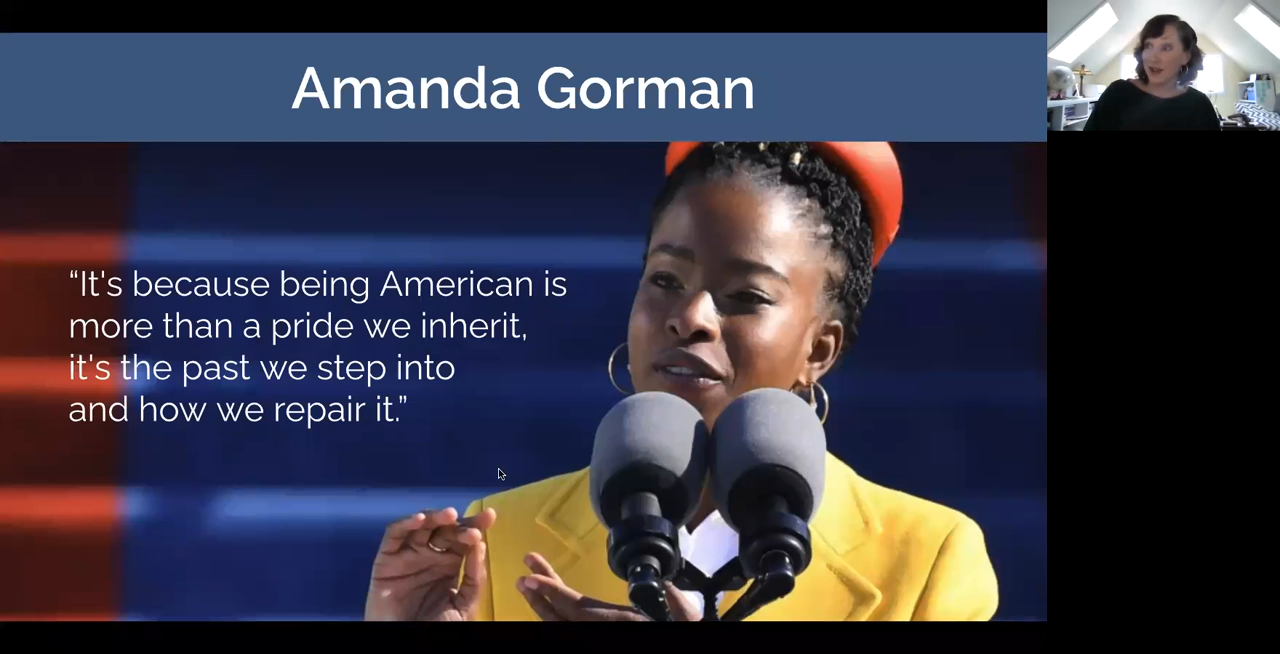 Amanda Gorman
“It's because being American is
more than a pride we inherit,
it's the past we step into
and how we repair it.”